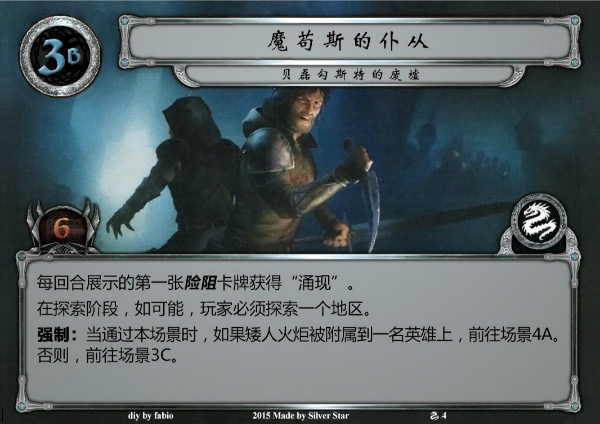 3B
魔苟斯的仆从
贝磊勾斯特的废墟
6
每回合展示的第一张险阻卡牌获得“涌现”。
在探索阶段，如可能，玩家必须探索一个地区。
强制：当通过本场景时，如果矮人火炬被附属到一名英雄上，前往场景4A。
否则，前往场景3C。
diy by fabio 2015 Made by Silver Star 4